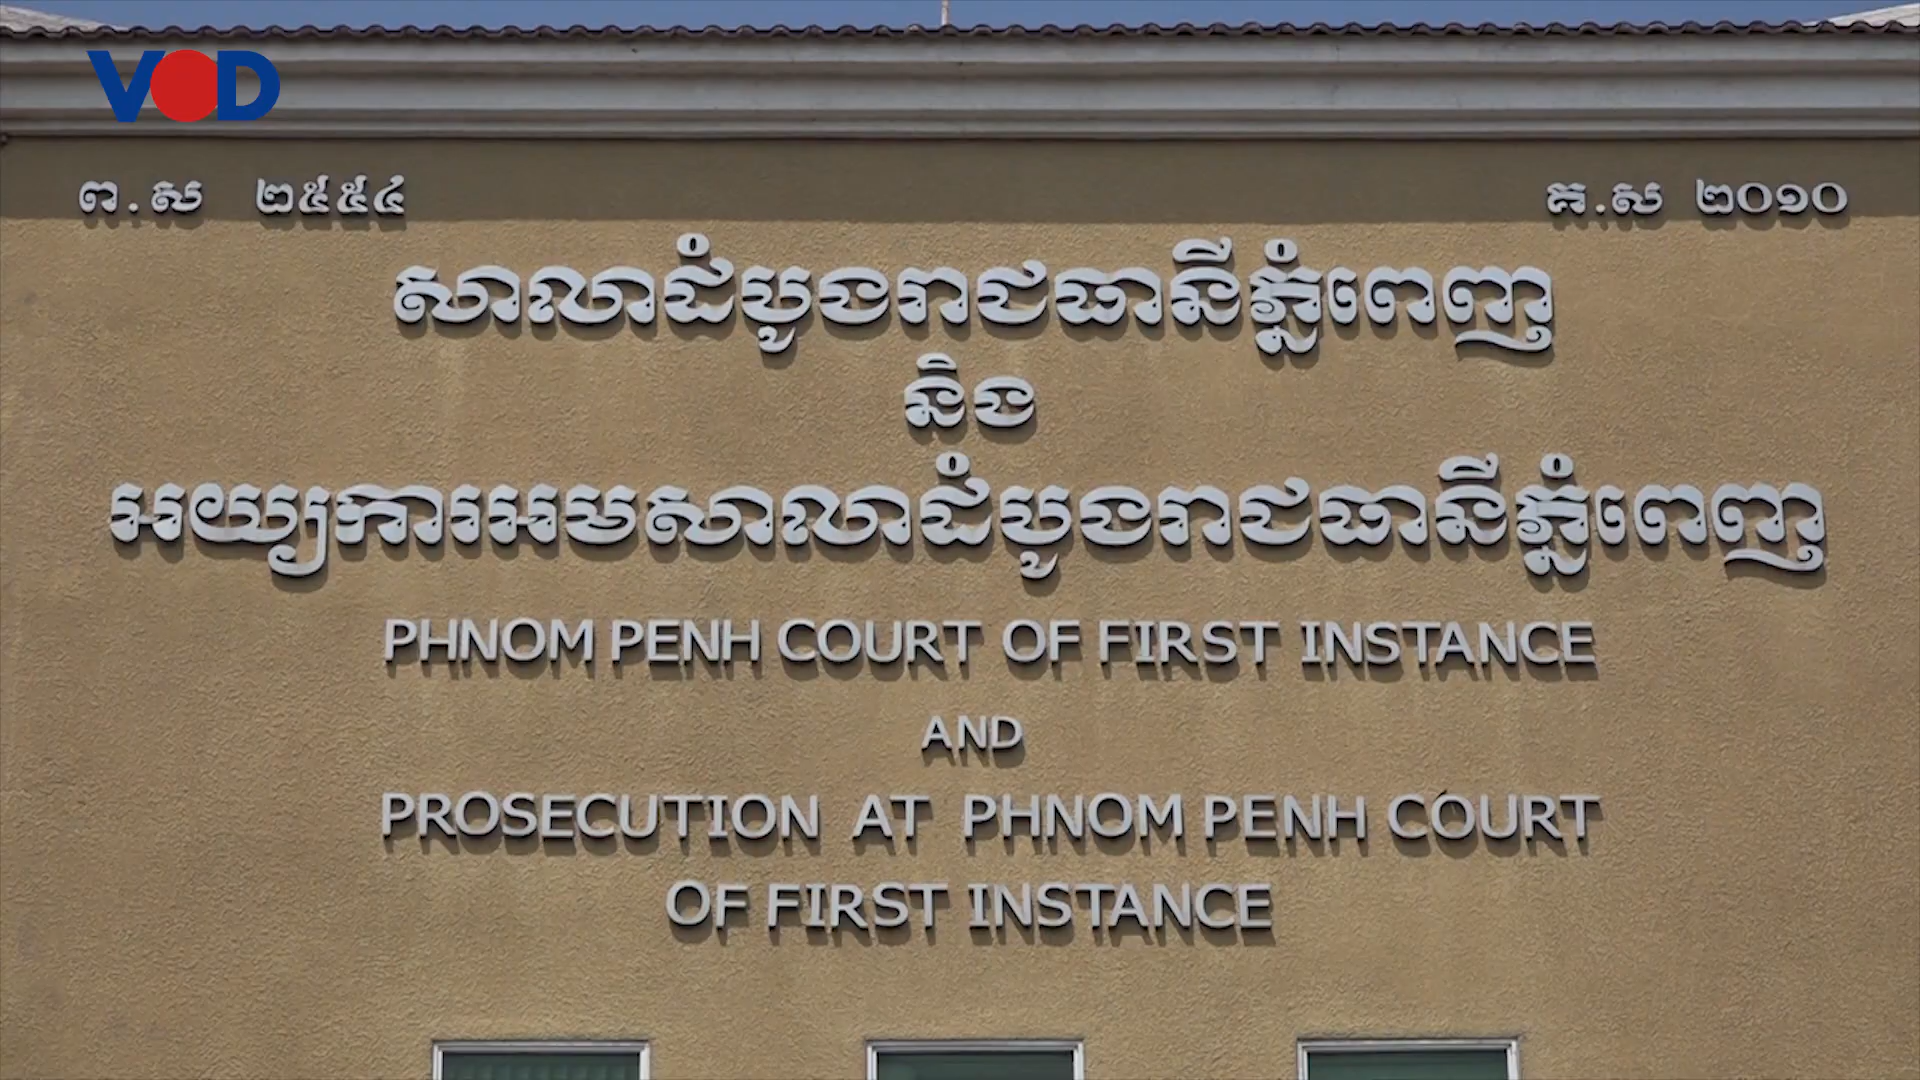 VOD
ព.ស ២៥៥៤
គ.ស ២០១០
សាលាដំបូងរាជធានីភ្នំពេញ
និង
អយ្យការអមសាលាដំបូងរាជធានីភ្នំពេញ
PHNOM PENH COURT OF FIRST INSTANCE
AND
PROSECUTION AT PHNOM PENH COURT
OF FIRST INSTANCE